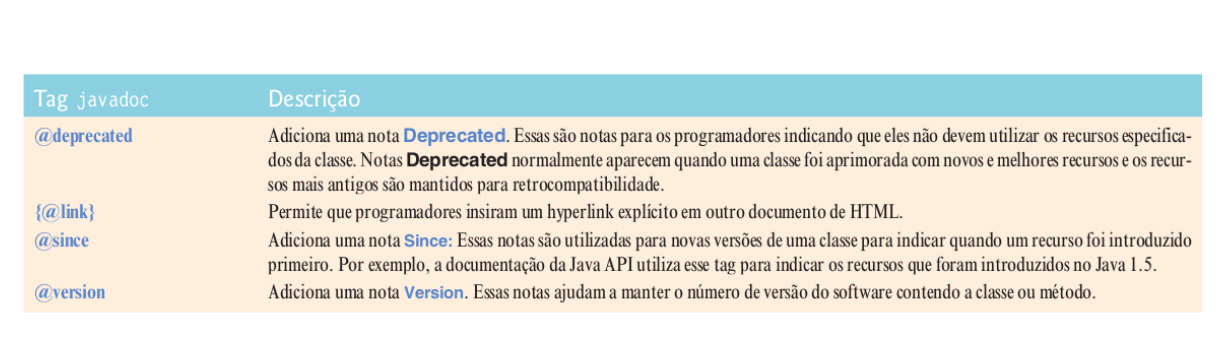 Tag javadoc Descrição
@deprecated Adiciona uma nota Deprecated. Essas são notas para os programadores indicando que eles não devem utilizar os recursos especifica-
dos da classe. Notas Deprecated normalmente aparecem quando uma classe foi aprimorada com novos e melhores recursos e os recur-
sos mais antigos são mantidos para retrocompatibilidade.
{@link} Permite que programadores insiram um hyperlink explícito em outro documento de HTML.
@since Adiciona uma nota Since: Essas notas são utilizadas para novas versões de uma classe para indicar quando um recurso foi introduzido
primeiro. Por exemplo, a documentação da Java API utiliza esse tag para indicar os recursos que foram introduzidos no Java 1.5.
@version Adiciona uma nota Version. Essas notas ajudam a manter o número de versão do software contendo a classe ou método.